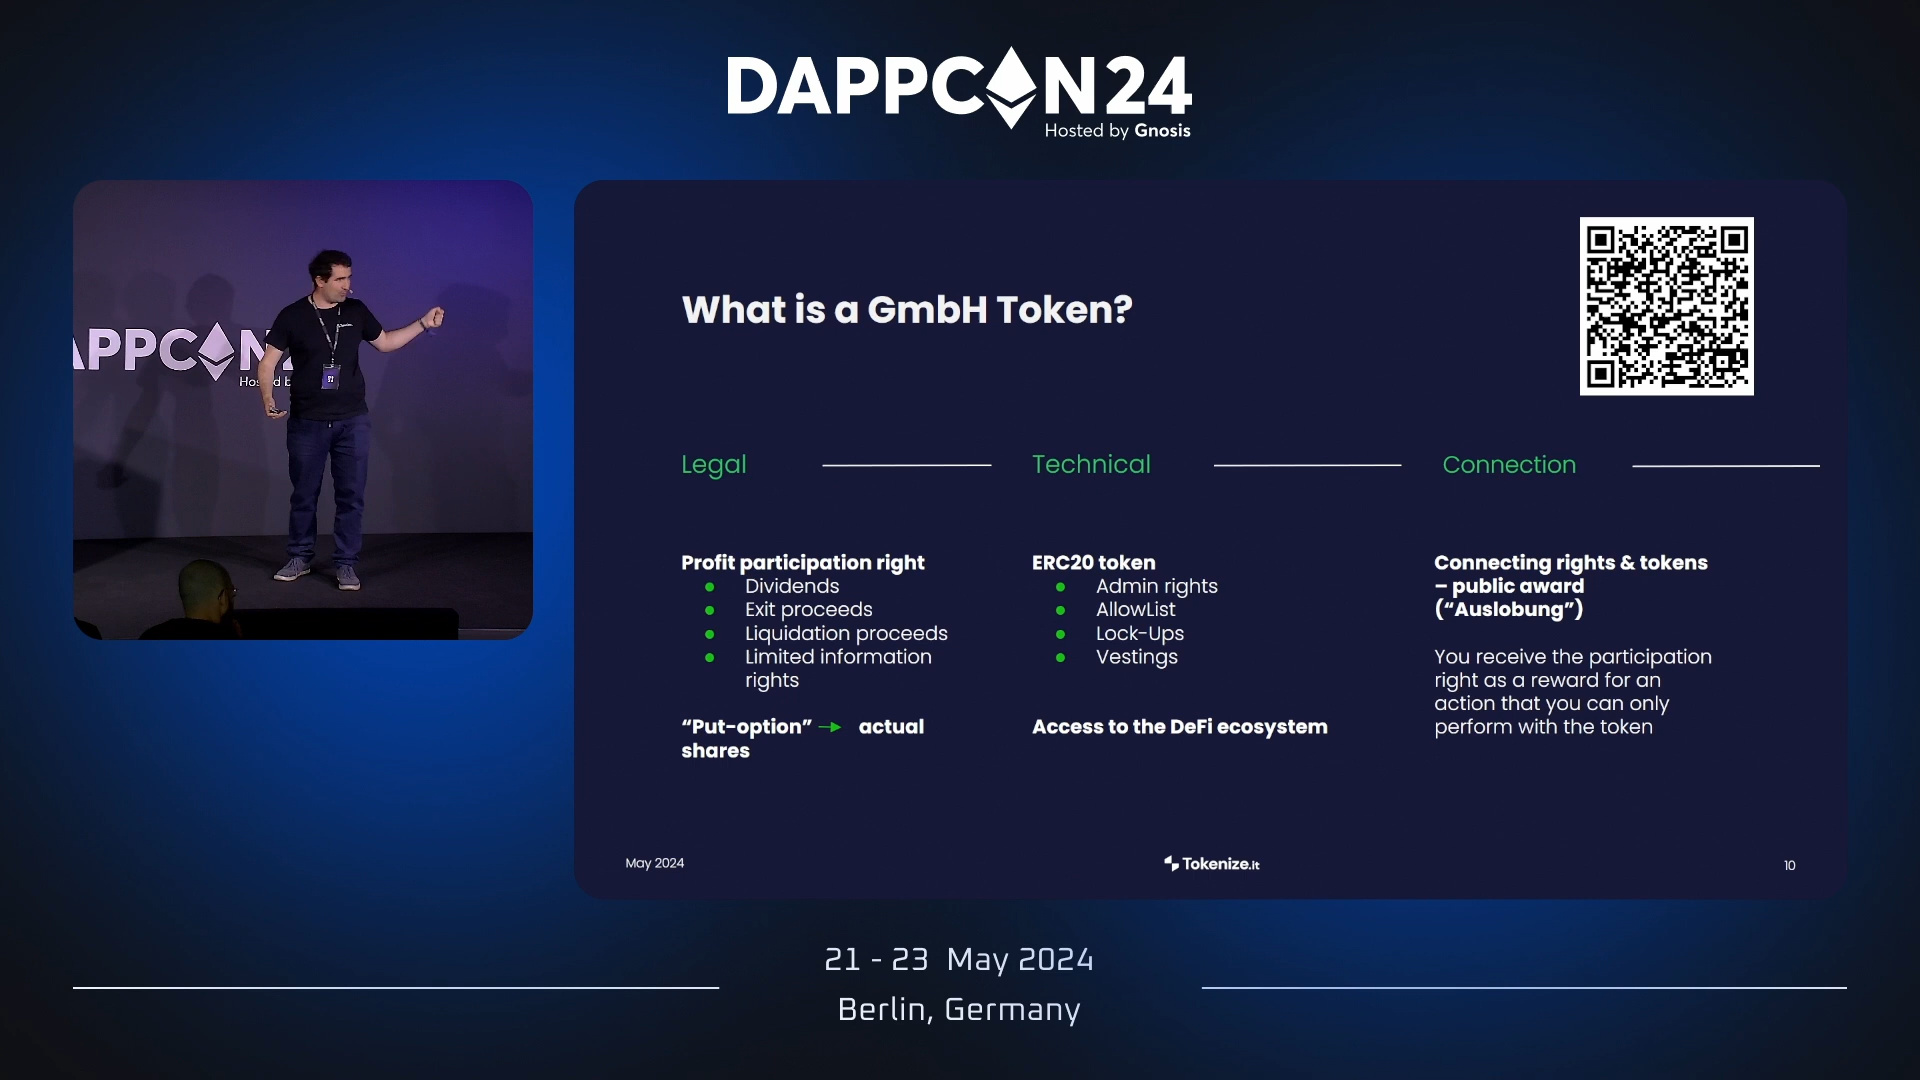 DAPPCON24
Hosted by Gnosis
APPCON
Hosted b
What is a GmbH Token?
Legal
Technical
Connection
Profit participation right
Dividends
Exit proceeds
Liquidation proceeds
Limited information
rights
“Put-option” → actual
shares
ERC20 token
Admin rights
AllowList
Lock-Ups
Vestings
Access to the DeFi ecosystem
Connecting rights & tokens
– public award
(“Auslobung”)
You receive the participation
right as a reward for an
action that you can only
perform with the token
May 2024
Tokenize.it
10
21 - 23 May 2024
Berlin, Germany